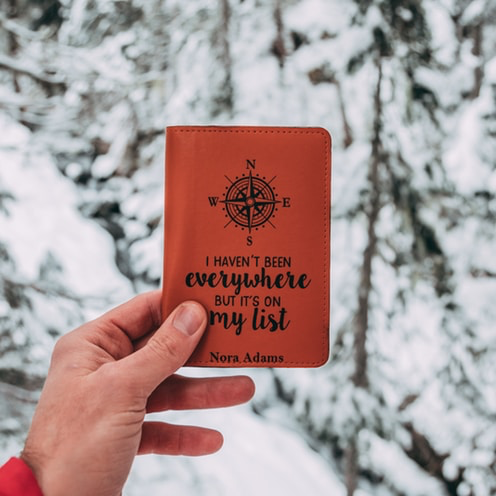 N
W E
S
I HAVEN'T BEEN
everywhere
BUT IT'S ON
my list
Nora Adams